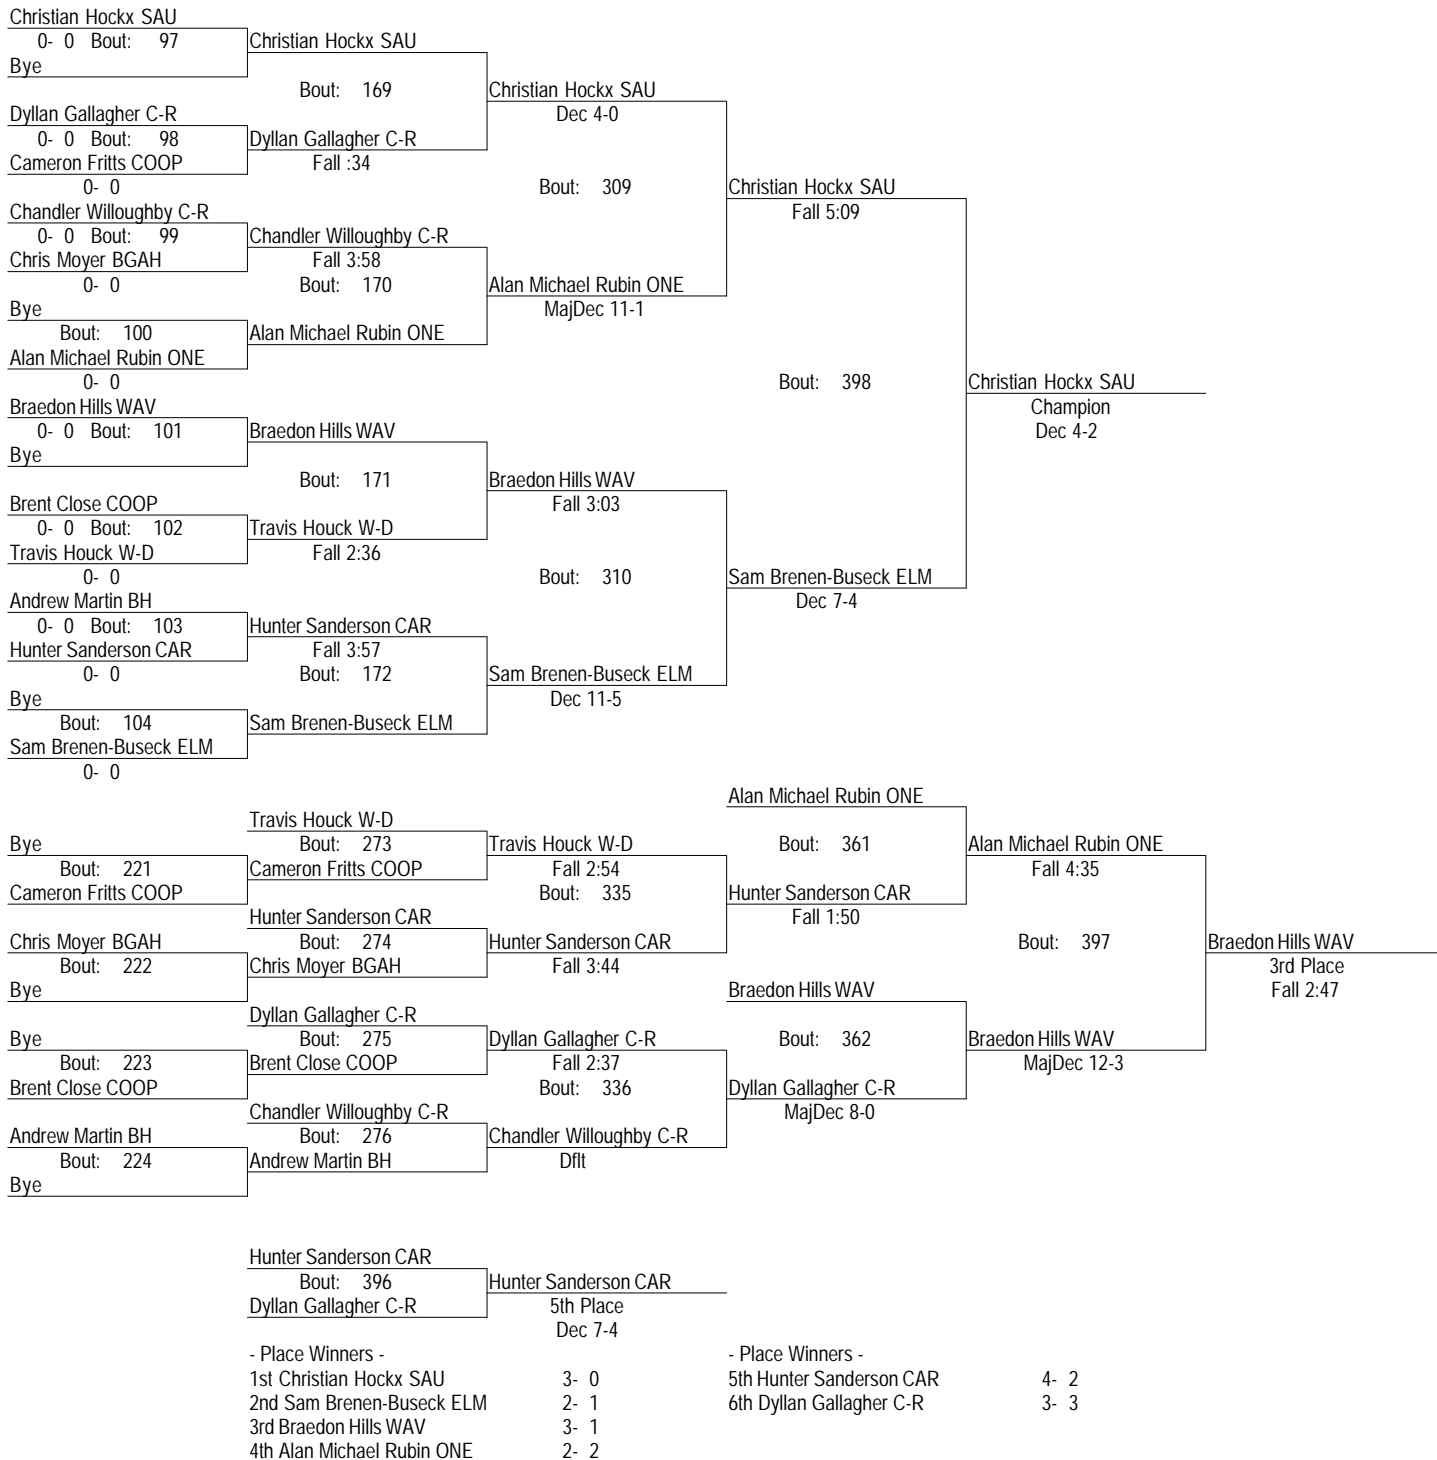 Christian Hockx SAU
0- 0 Bout: 97 Christian Hockx SAU
Bye
Bout: 169 Christian Hockx SAU
Dyllan Gallagher C-R Dec 4-0
0- 0 Bout: 98 Dyllan Gallagher C-R
Cameron Fritts COOP Fall :34
0- 0 Bout: 309 Christian Hockx SAU
Chandler Willoughby C-R Fall 5:09
0- 0 Bout: 99 Chandler Willoughby C-R
Chris Moyer BGAH Fall 3:58
0- 0 Bout: 170 Alan Michael Rubin ONE
Bye MajDec 11-1
Bout: 100 Alan Michael Rubin ONE
Alan Michael Rubin ONE
0- 0 Bout: 398 Christian Hockx SAU
Braedon Hills WAV Champion
0- 0 Bout: 101 Braedon Hills WAV Dec 4-2
Bye
Bout: 171 Braedon Hills WAV
Brent Close COOP Fall 3:03
0- 0 Bout: 102 Travis Houck W-D
Travis Houck W-D Fall 2:36
0- 0 Bout: 310 Sam Brenen-Buseck ELM
Andrew Martin BH Dec 7-4
0- 0 Bout: 103 Hunter Sanderson CAR
Hunter Sanderson CAR Fall 3:57
0- 0 Bout: 172 Sam Brenen-Buseck ELM
Bye Dec 11-5
Bout: 104 Sam Brenen-Buseck ELM
Sam Brenen-Buseck ELM
0- 0
Alan Michael Rubin ONE
Travis Houck W-D
Bye Bout: 273 Travis Houck W-D Bout: 361 Alan Michael Rubin ONE
Bout: 221 Cameron Fritts COOP Fall 2:54 Fall 4:35
Cameron Fritts COOP Bout: 335 Hunter Sanderson CAR
Hunter Sanderson CAR Fall 1:50
Chris Moyer BGAH Bout: 274 Hunter Sanderson CAR Bout: 397 Braedon Hills WAV
Bout: 222 Chris Moyer BGAH Fall 3:44 3rd Place
Bye Braedon Hills WAV Fall 2:47
Dyllan Gallagher C-R
Bye Bout: 275 Dyllan Gallagher C-R Bout: 362 Braedon Hills WAV
Bout: 223 Brent Close COOP Fall 2:37 MajDec 12-3
Brent Close COOP Bout: 336 Dyllan Gallagher C-R
Chandler Willoughby C-R MajDec 8-0
Andrew Martin BH Bout: 276 Chandler Willoughby C-R
Bout: 224 Andrew Martin BH Dflt
Bye
Hunter Sanderson CAR
Bout: 396 Hunter Sanderson CAR
Dyllan Gallagher C-R 5th Place
Dec 7-4
- Place Winners - - Place Winners -
1st Christian Hockx SAU 3- 0 5th Hunter Sanderson CAR 4- 2
2nd Sam Brenen-Buseck ELM 2- 1 6th Dyllan Gallagher C-R 3- 3
3rd Braedon Hills WAV 3- 1
4th Alan Michael Rubin ONE 2- 2